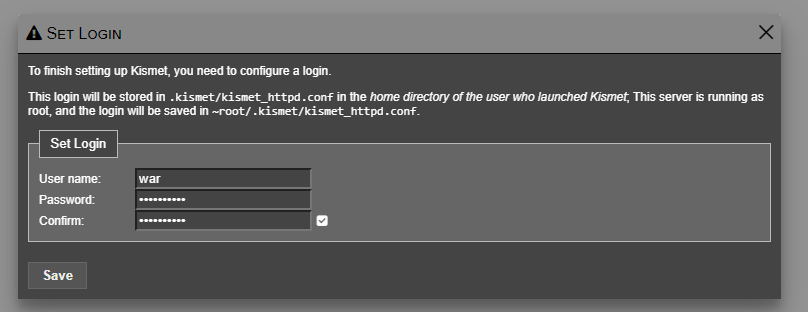 Set Login
To finish setting up Kismet, you need to configure a login.
This login will be stored in .kismet/kismet_httpd.conf in the home directory of the user who launched Kismet; This server is running as
root, and the login will be saved in ~root/.kismet/kismet_httpd.conf.
Set Login
User name: war
Password: ••••••••••
Confirm: ••••••••••
Save